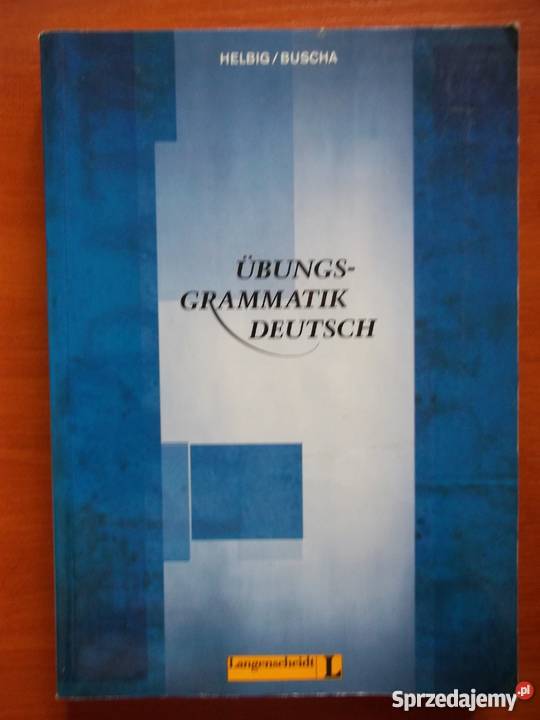 HELBIG/BUSCHA
ÜBUNGS-
GRAMMATIK
DEUTSCH
Langenscheidt L
Sprzedajemy.pl